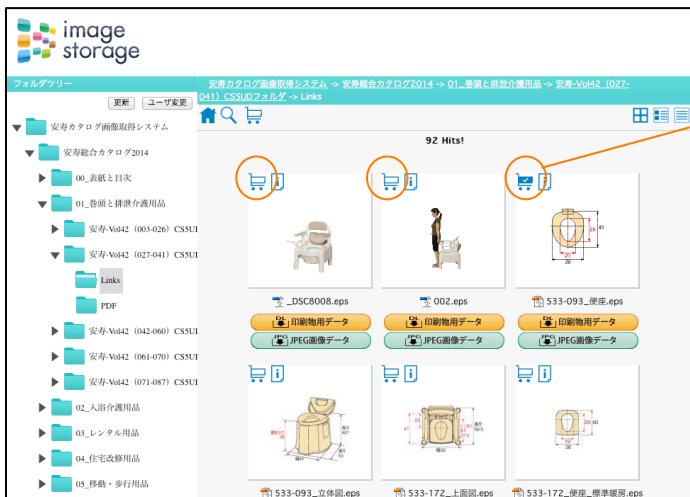 image
storage
フォルダツリー
更新 ユーザ変更
安寿カタログ画像取得システム
安寿総合カタログ2014
00_表紙と目次
01_巻頭と排泄介護用品
安寿-Vol42（003-026）CS5UI
安寿-Vol42（027-041）CS5UI
Links
PDF
安寿-Vol42（042-060）CS5UI
安寿-Vol42（061-070）CS5UI
安寿-Vol42（071-087）CS5UI
02_入浴介護用品
03_レンタル用品
04_住宅改修用品
05_移動・歩行用品
安寿カタログ画像取得システム -> 安寿総合カタログ2014 -> 01_巻頭と排泄介護用品 -> 安寿-Vol42（027-
041）CS5UDフォルダ -> Links
92 Hits!
_DSC8008.eps 002.eps 533-093_便座.eps
DL 印刷物用データ DL 印刷物用データ DL 印刷物用データ
JPG JPEG画像データ JPG JPEG画像データ JPG JPEG画像データ
533-093_立体図.eps 533-172_上面図.eps 533-172_便座_標準暖房.eps